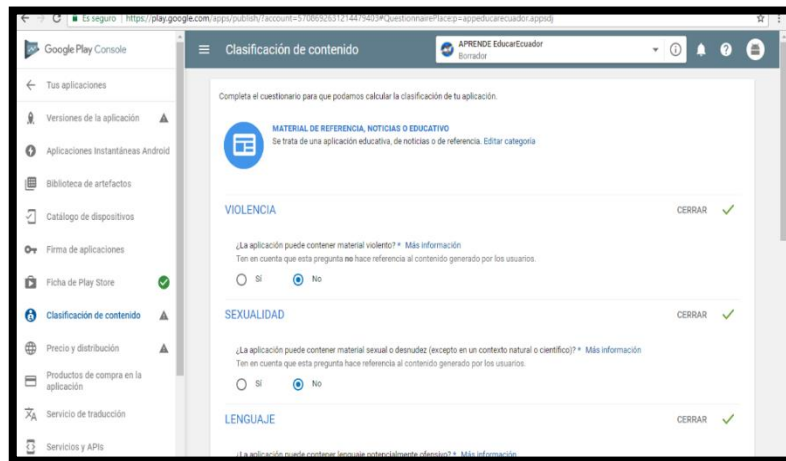 Es seguro | https://play.google.com/apps/publish/?account=5708692631214479403#QuestionnairePlace:p=appeducarecuador.appsdj
Google Play Console
Clasificación de contenido
APRENDE EducarEcuador
Borrador
Tus aplicaciones
Versiones de la aplicación
Aplicaciones Instantáneas Android
Biblioteca de artefactos
Catálogo de dispositivos
Firma de aplicaciones
Ficha de Play Store
Clasificación de contenido
Precio y distribución
Productos de compra en la
aplicación
Servicio de traducción
Servicios y APIs
Completa el cuestionario para que podamos calcular la clasificación de tu aplicación.
MATERIAL DE REFERENCIA, NOTICIAS O EDUCATIVO
Se trata de una aplicación educativa, de noticias o de referencia. Editar categoría
VIOLENCIA
CERRAR
¿La aplicación puede contener material violento? * Más información
Ten en cuenta que esta pregunta no hace referencia al contenido generado por los usuarios.
Sí No
SEXUALIDAD
CERRAR
¿La aplicación puede contener material sexual o desnudez (excepto en un contexto natural o científico)? * Más información
Ten en cuenta que esta pregunta hace referencia al contenido generado por los usuarios.
Sí No
LENGUAJE
CERRAR
¿La aplicación puede contener lenguaje potencialmente ofensivo? * Más información